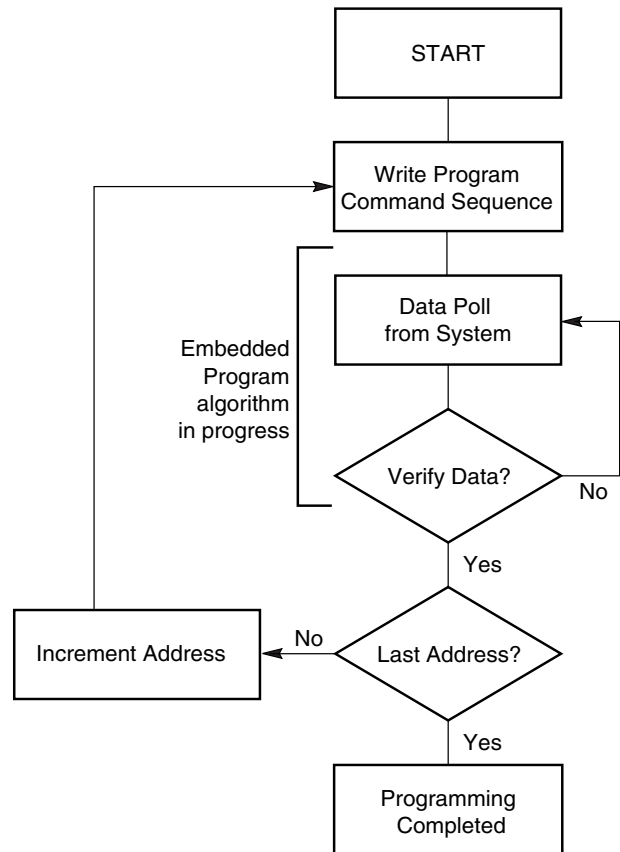 START
Write Program
Command Sequence
Data Poll
from System
Embedded
Program
algorithm
in progress
Verify Data?
No
Yes
Increment Address
No
Last Address?
Yes
Programming
Completed